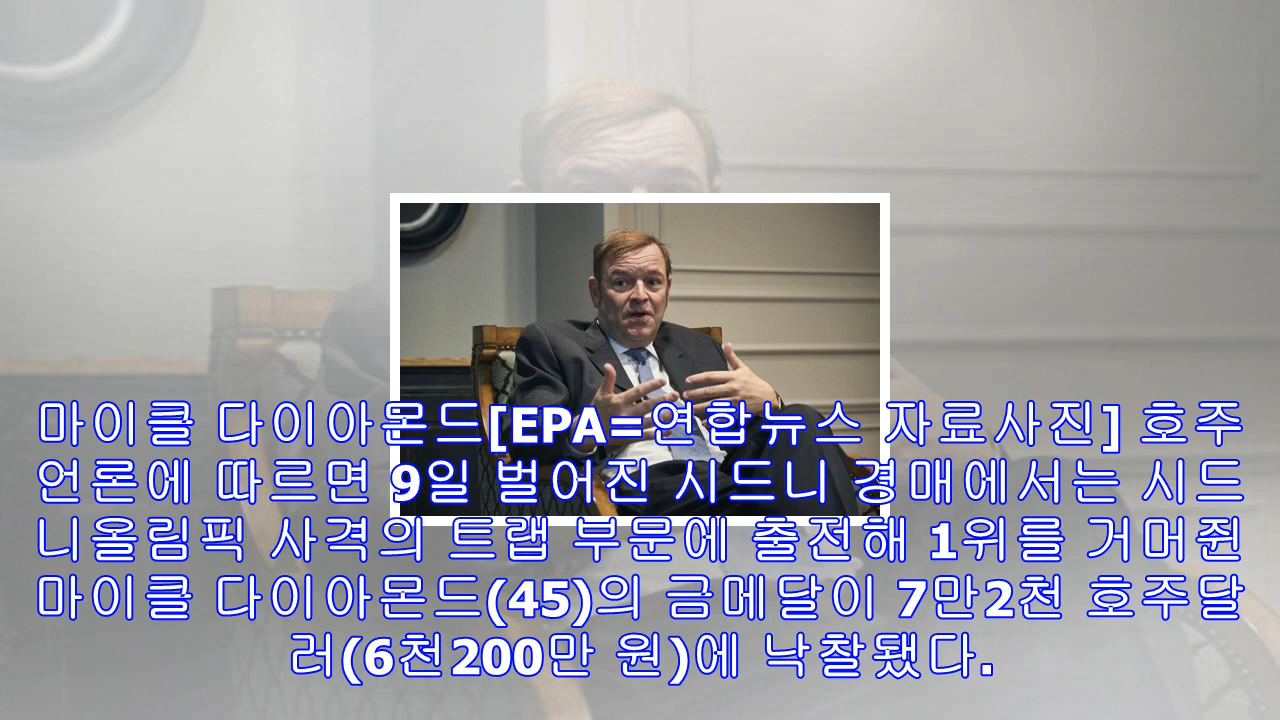 마이클 다이아몬드[EPA=연합뉴스 자료사진] 호주
언론에 따르면 9일 벌어진 시드니 경매에서는 시드
니올림픽 사격의 트랩 부문에 출전해 1위를 거머쥔
마이클 다이아몬드(45)의 금메달이 7만2천 호주달
러(6천200만 원)에 낙찰됐다.